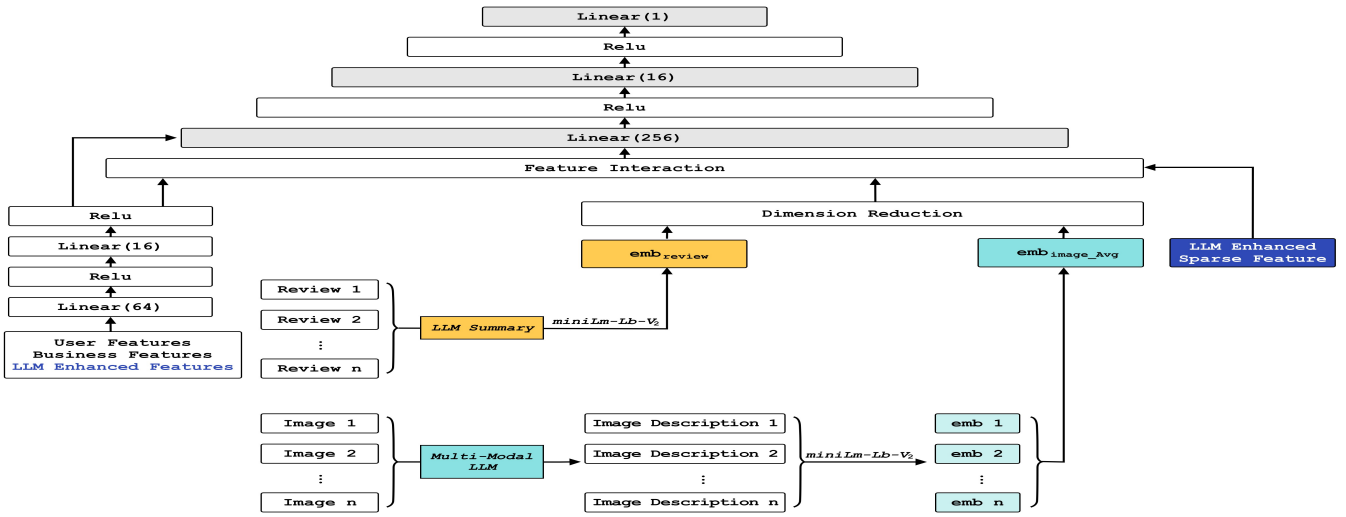 Linear(1)
Relu
Linear(16)
Relu
Linear(256)
Feature Interaction
Relu
Linear(16)
Relu
Linear(64)
User Features
Business Features
LLM Enhanced Features
Dimension Reduction
emb_review
emb_image_Avg
LLM Enhanced
Sparse Feature
Review 1
Review 2
⋮
Review n
LLM Summary
miniLm-Lb-V₂
Image 1
Image 2
⋮
Image n
Multi-Modal
LLM
Image Description 1
Image Description 2
⋮
Image Description n
miniLm-Lb-V₂
emb 1
emb 2
⋮
emb n